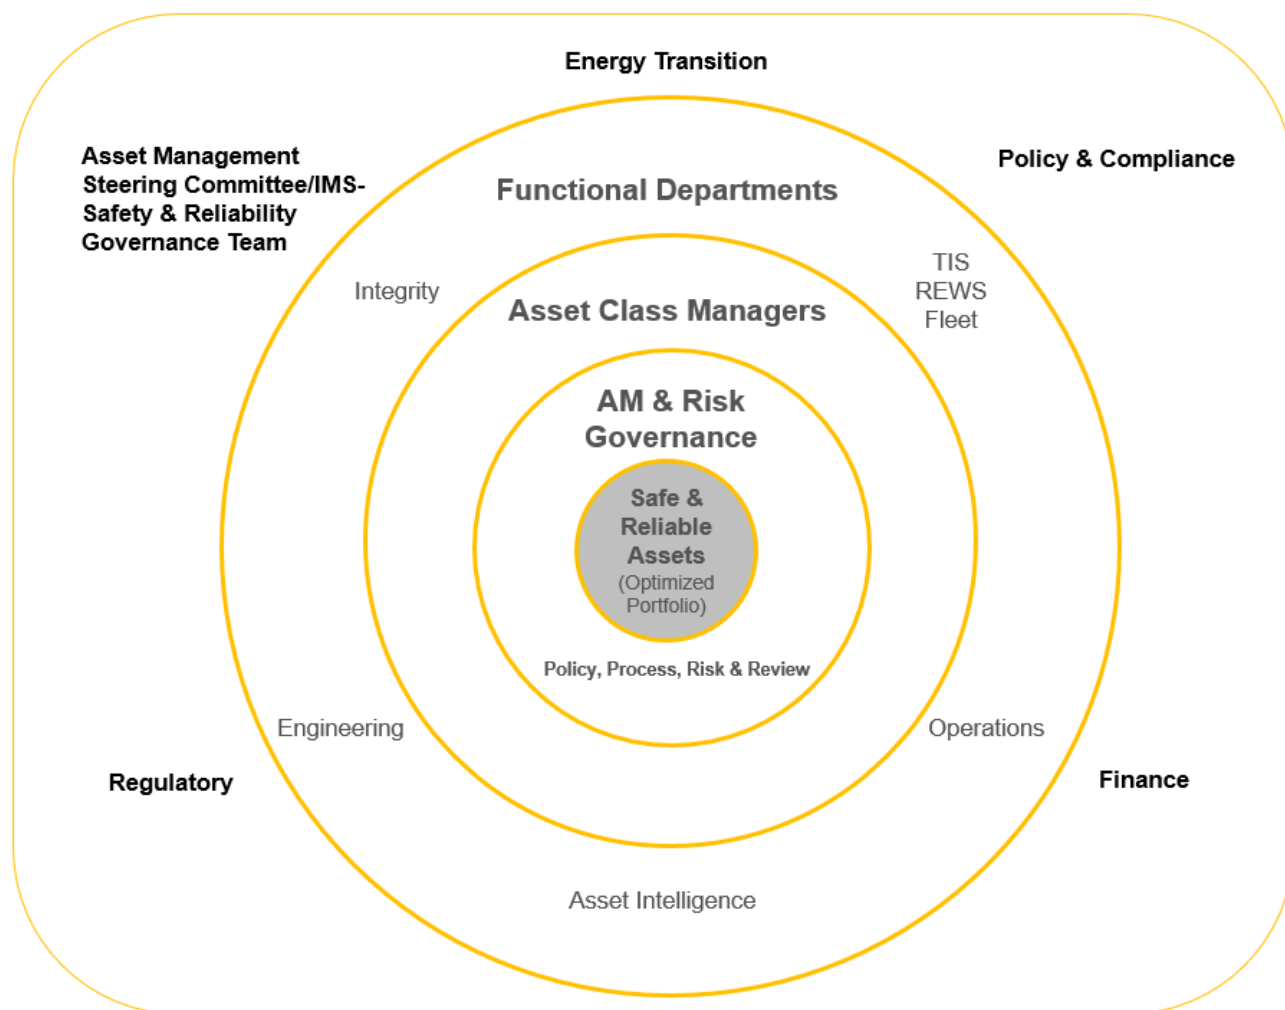 Energy Transition
Asset Management
Steering Committee/IMS-
Safety & Reliability
Governance Team
Policy & Compliance
Functional Departments
Integrity
TIS
REWS
Fleet
Asset Class Managers
AM & Risk
Governance
Safe &
Reliable
Assets
(Optimized
Portfolio)
Policy, Process, Risk & Review
Engineering
Operations
Regulatory
Finance
Asset Intelligence